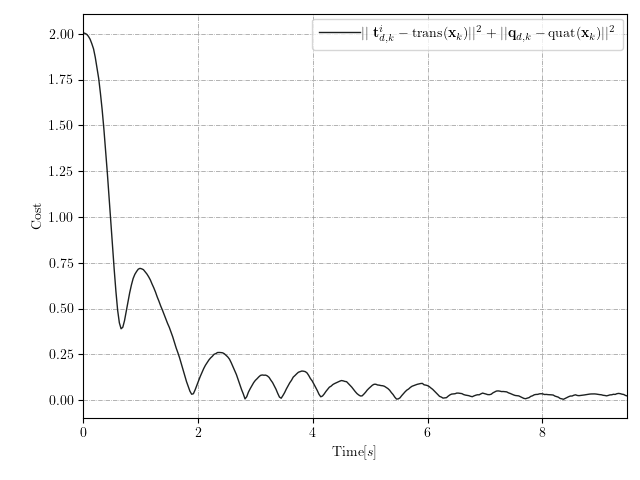 || t^i_{d,k} − trans(x_k)||^2 + ||q_{d,k} − quat(x_k)||^2
2.00
1.75
1.50
1.25
1.00
0.75
0.50
0.25
0.00
Cost
0 2 4 6 8
Time[s]